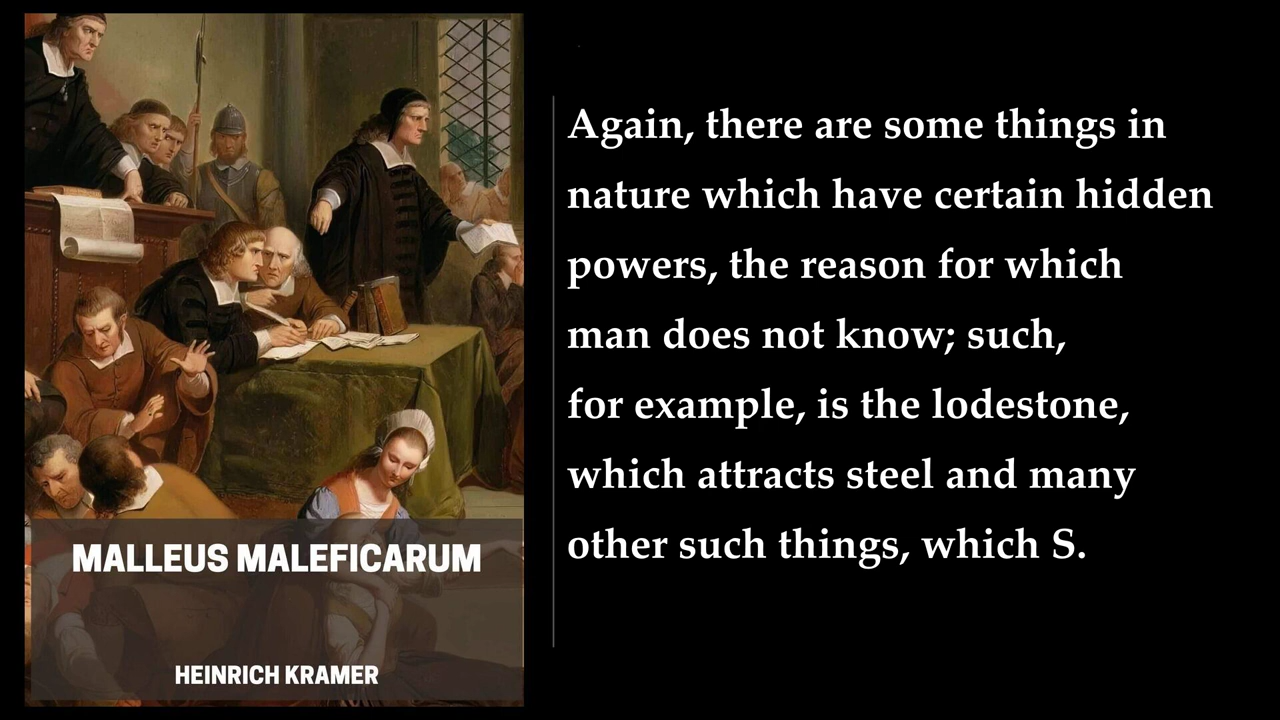 MALLEUS MALEFICARUM
HEINRICH KRAMER
Again, there are some things in
nature which have certain hidden
powers, the reason for which
man does not know; such,
for example, is the lodestone,
which attracts steel and many
other such things, which S.